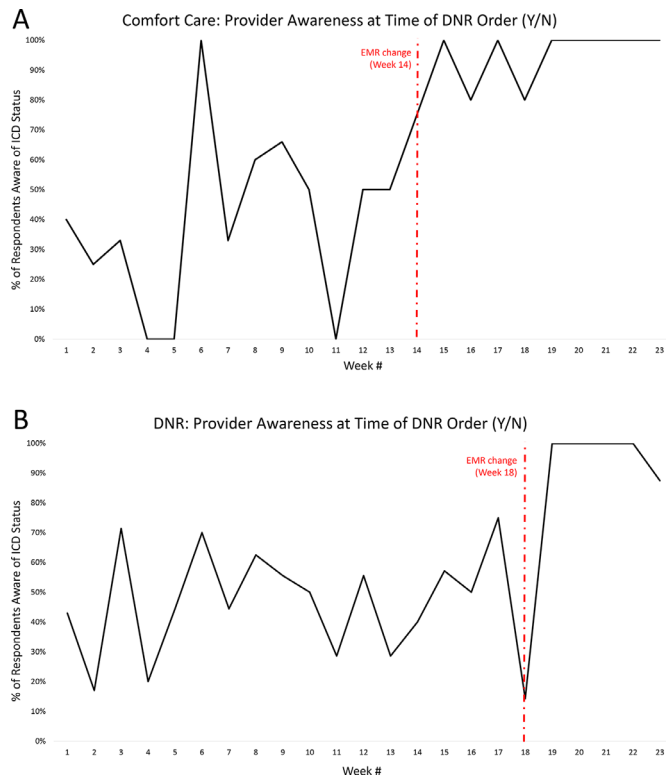 A
Comfort Care: Provider Awareness at Time of DNR Order (Y/N)
% of Respondents Aware of ICD Status
100%
90%
80%
70%
60%
50%
40%
30%
20%
10%
0%
EMR change
(Week 14)
1 2 3 4 5 6 7 8 9 10 11 12 13 14 15 16 17 18 19 20 21 22 23
Week #
B
DNR: Provider Awareness at Time of DNR Order (Y/N)
% of Respondents Aware of ICD Status
100%
90%
80%
70%
60%
50%
40%
30%
20%
10%
0%
EMR change
(Week 18)
1 2 3 4 5 6 7 8 9 10 11 12 13 14 15 16 17 18 19 20 21 22 23
Week #